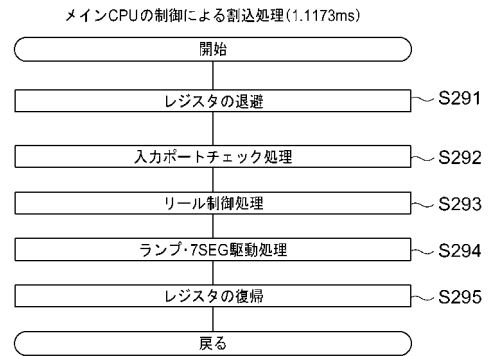 メインCPUの制御による割込処理(1.1173ms)
開始
レジスタの退避 S291
入力ポートチェック処理 S292
リール制御処理 S293
ランプ・7SEG駆動処理 S294
レジスタの復帰 S295
戻る